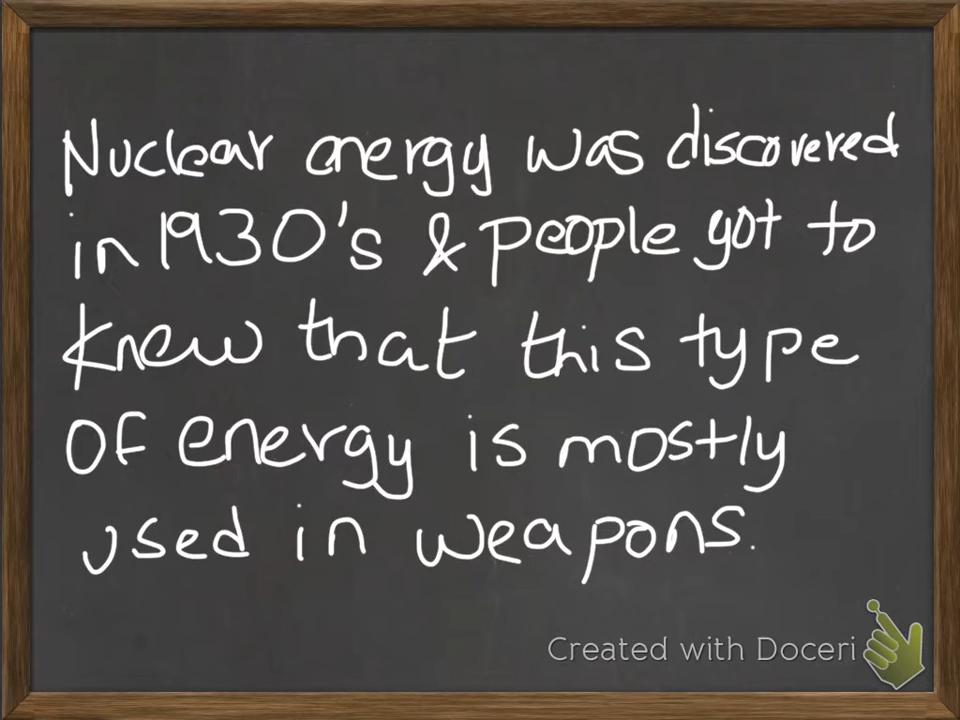 Nuclear energy was discovered
in 1930's & people got to
knew that this type
of energy is mostly
used in weapons.
Created with Doceri